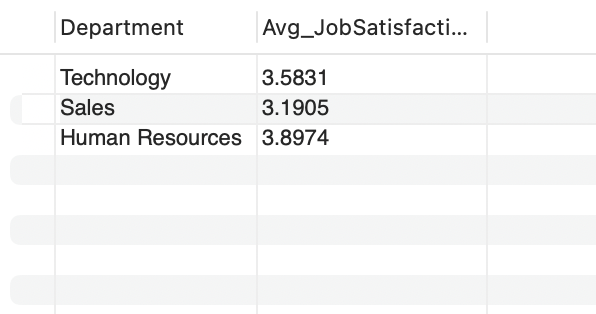 Department Avg_JobSatisfacti...
Technology 3.5831
Sales 3.1905
Human Resources 3.8974